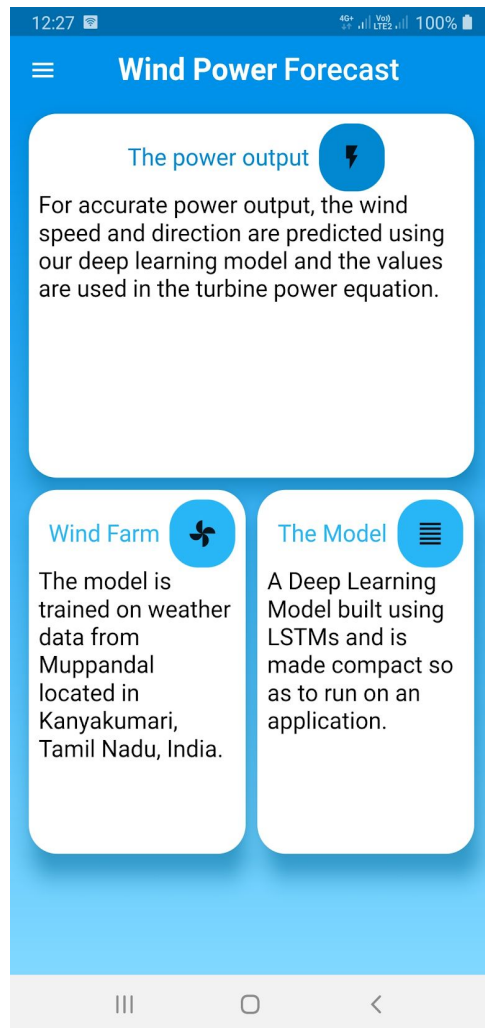 12:27 4G+ Vo)) LTE2 100%
Wind Power Forecast
The power output
For accurate power output, the wind
speed and direction are predicted using
our deep learning model and the values
are used in the turbine power equation.
Wind Farm
The model is
trained on weather
data from
Muppandal
located in
Kanyakumari,
Tamil Nadu, India.
The Model
A Deep Learning
Model built using
LSTMs and is
made compact so
as to run on an
application.